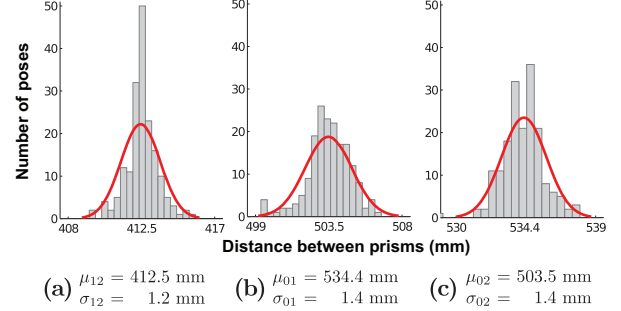 Number of poses
50
40
30
20
10
0
408 412.5 417
50
40
30
20
10
0
499 503.5 508
50
40
30
20
10
0
530 534.4 539
Distance between prisms (mm)
(a) μ12 = 412.5 mm
σ12 = 1.2 mm
(b) μ01 = 534.4 mm
σ01 = 1.4 mm
(c) μ02 = 503.5 mm
σ02 = 1.4 mm